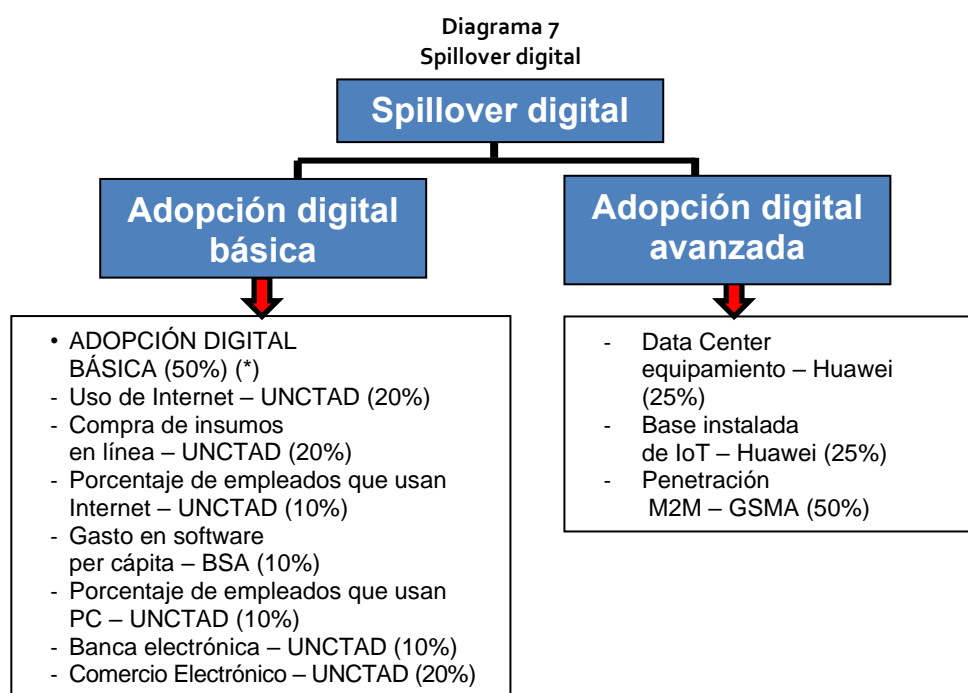 Diagrama 7
Spillover digital
Spillover digital
Adopción digital
básica
• ADOPCIÓN DIGITAL
BÁSICA (50%) (*)
- Uso de Internet – UNCTAD (20%)
- Compra de insumos
en línea – UNCTAD (20%)
- Porcentaje de empleados que usan
Internet – UNCTAD (10%)
- Gasto en software
per cápita – BSA (10%)
- Porcentaje de empleados que usan
PC – UNCTAD (10%)
- Banca electrónica – UNCTAD (10%)
- Comercio Electrónico – UNCTAD (20%)
Adopción digital
avanzada
- Data Center
equipamiento – Huawei
(25%)
- Base instalada
de IoT – Huawei (25%)
- Penetración
M2M – GSMA (50%)